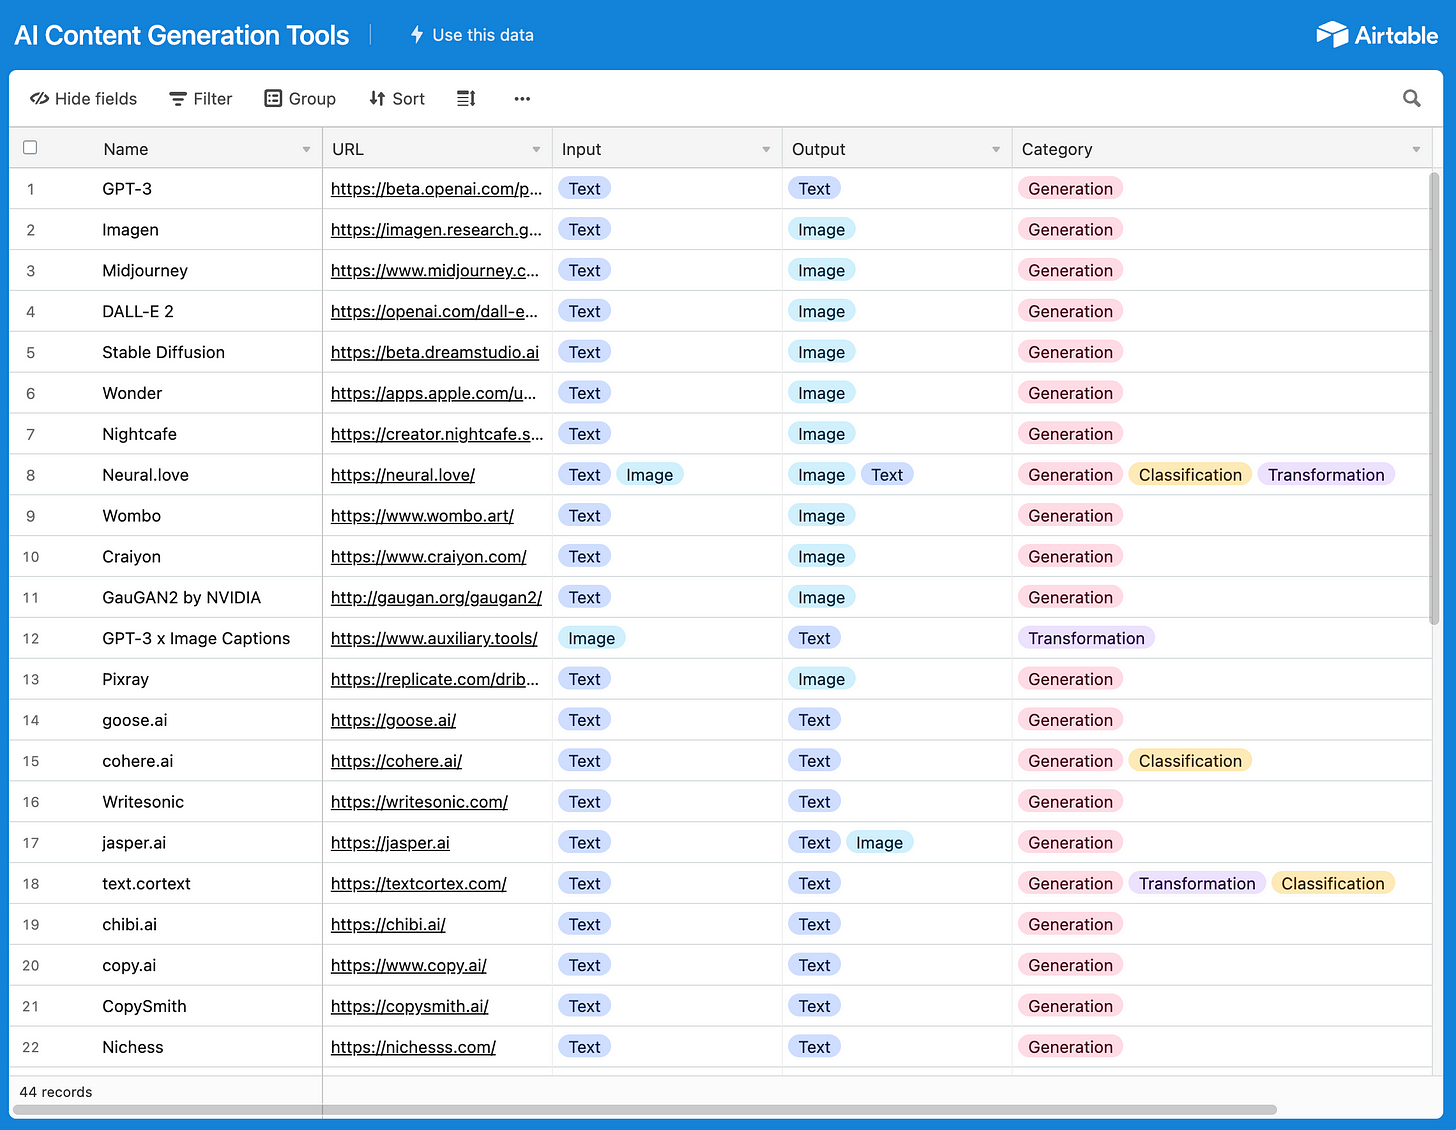 AI Content Generation Tools Use this data Airtable
Hide fields Filter Group Sort ...
Name URL Input Output Category
1 GPT-3 https://beta.openai.com/p... Text Text Generation
2 Imagen https://imagen.research.g... Text Image Generation
3 Midjourney https://www.midjourney.c... Text Image Generation
4 DALL-E 2 https://openai.com/dall-e... Text Image Generation
5 Stable Diffusion https://beta.dreamstudio.ai Text Image Generation
6 Wonder https://apps.apple.com/u... Text Image Generation
7 Nightcafe https://creator.nightcafe.s... Text Image Generation
8 Neural.love https://neural.love/ Text Image Image Text Generation Classification Transformation
9 Wombo https://www.wombo.art/ Text Image Generation
10 Craiyon https://www.craiyon.com/ Text Image Generation
11 GauGAN2 by NVIDIA http://gaugan.org/gaugan2/ Text Image Generation
12 GPT-3 x Image Captions https://www.auxiliary.tools/ Image Text Transformation
13 Pixray https://replicate.com/drib... Text Image Generation
14 goose.ai https://goose.ai/ Text Text Generation
15 cohere.ai https://cohere.ai/ Text Text Generation Classification
16 Writesonic https://writesonic.com/ Text Text Generation
17 jasper.ai https://jasper.ai Text Text Image Generation
18 text.cortext https://textcortex.com/ Text Text Generation Transformation Classification
19 chibi.ai https://chibi.ai/ Text Text Generation
20 copy.ai https://www.copy.ai/ Text Text Generation
21 CopySmith https://copysmith.ai/ Text Text Generation
22 Nichess https://nichesss.com/ Text Text Generation
44 records